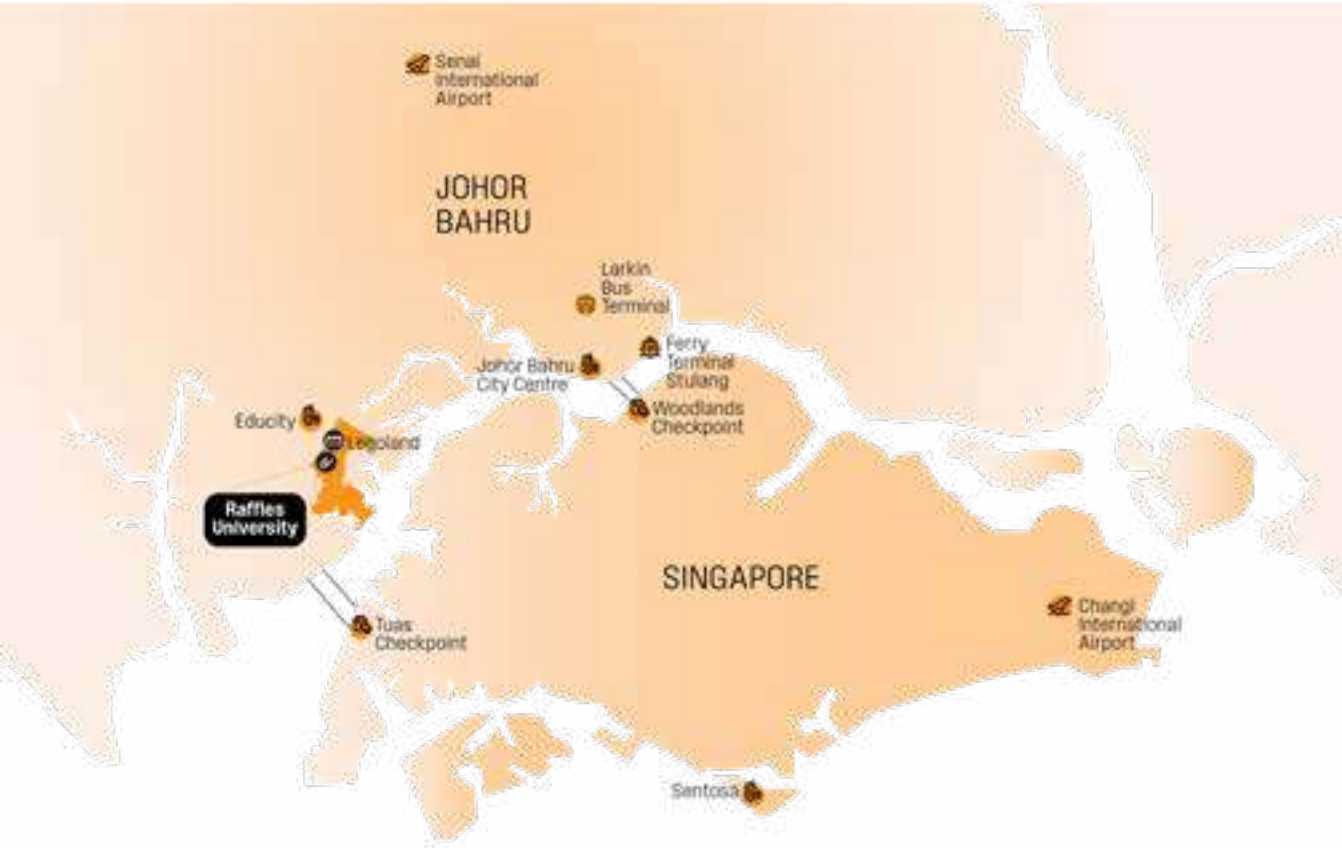 Senai
International
Airport
JOHOR
BAHRU
Larkin
Bus
Terminal
Ferry
Terminal
Stulang
Johor Bahru
City Centre
Woodlands
Checkpoint
Educity
Legoland
Raffles
University
SINGAPORE
Changi
International
Airport
Tuas
Checkpoint
Sentosa